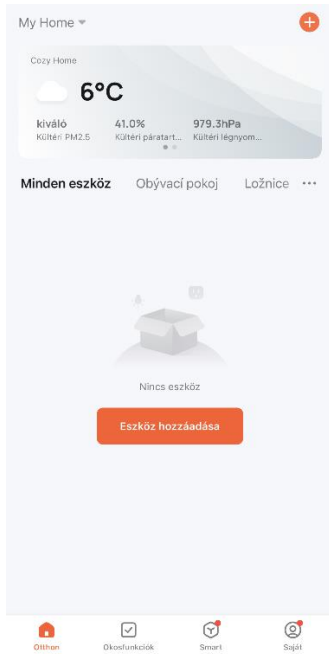 My Home
Cozy Home
6°C
kiváló 41.0% 979.3hPa
Kültéri PM2.5 Kültéri páratart... Kültéri légnyom...
Minden eszköz Obývací pokoj Ložnice ...
Nincs eszköz
Eszköz hozzáadása
Otthon Okosfunkciók Smart Saját